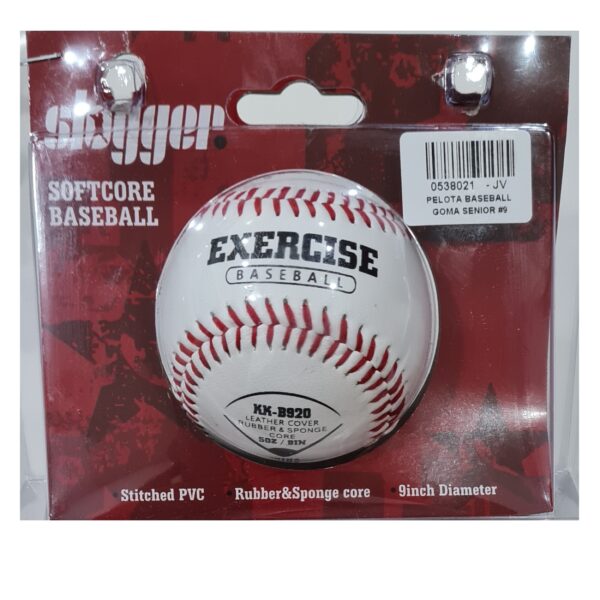 slugger.
SOFTCORE
BASEBALL
0538021 -JV
PELOTA BASEBALL
GOMA SENIOR #9
EXERCISE
BASEBALL
KK-B920
LEATHER COVER
RUBBER & SPONGE
CORE
5OZ / 9IN
Stitched PVC • Rubber&Sponge core • 9inch Diameter